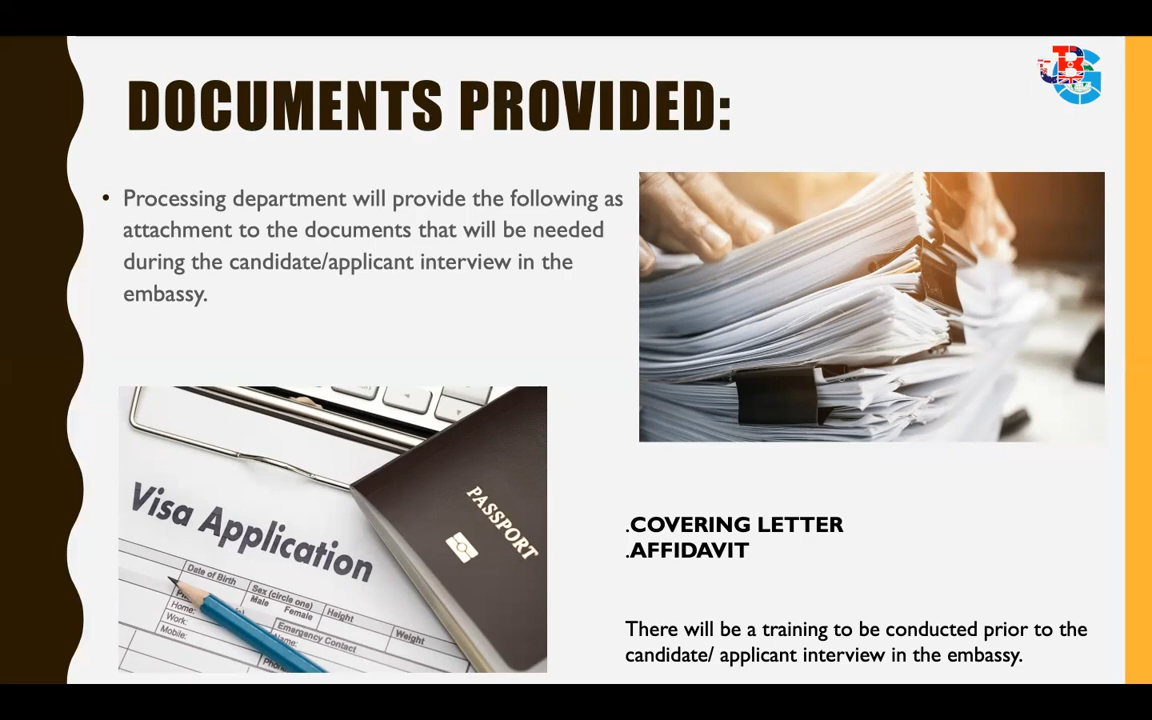 DOCUMENTS PROVIDED:
• Processing department will provide the following as
attachment to the documents that will be needed
during the candidate/applicant interview in the
embassy.
Visa Application
PASSPORT
Date of Birth
Sex (circle one)
Male Female
Height
Weight
Home:
Work:
Mobile:
Emergency Contact
Name:
.COVERING LETTER
.AFFIDAVIT
There will be a training to be conducted prior to the
candidate/ applicant interview in the embassy.